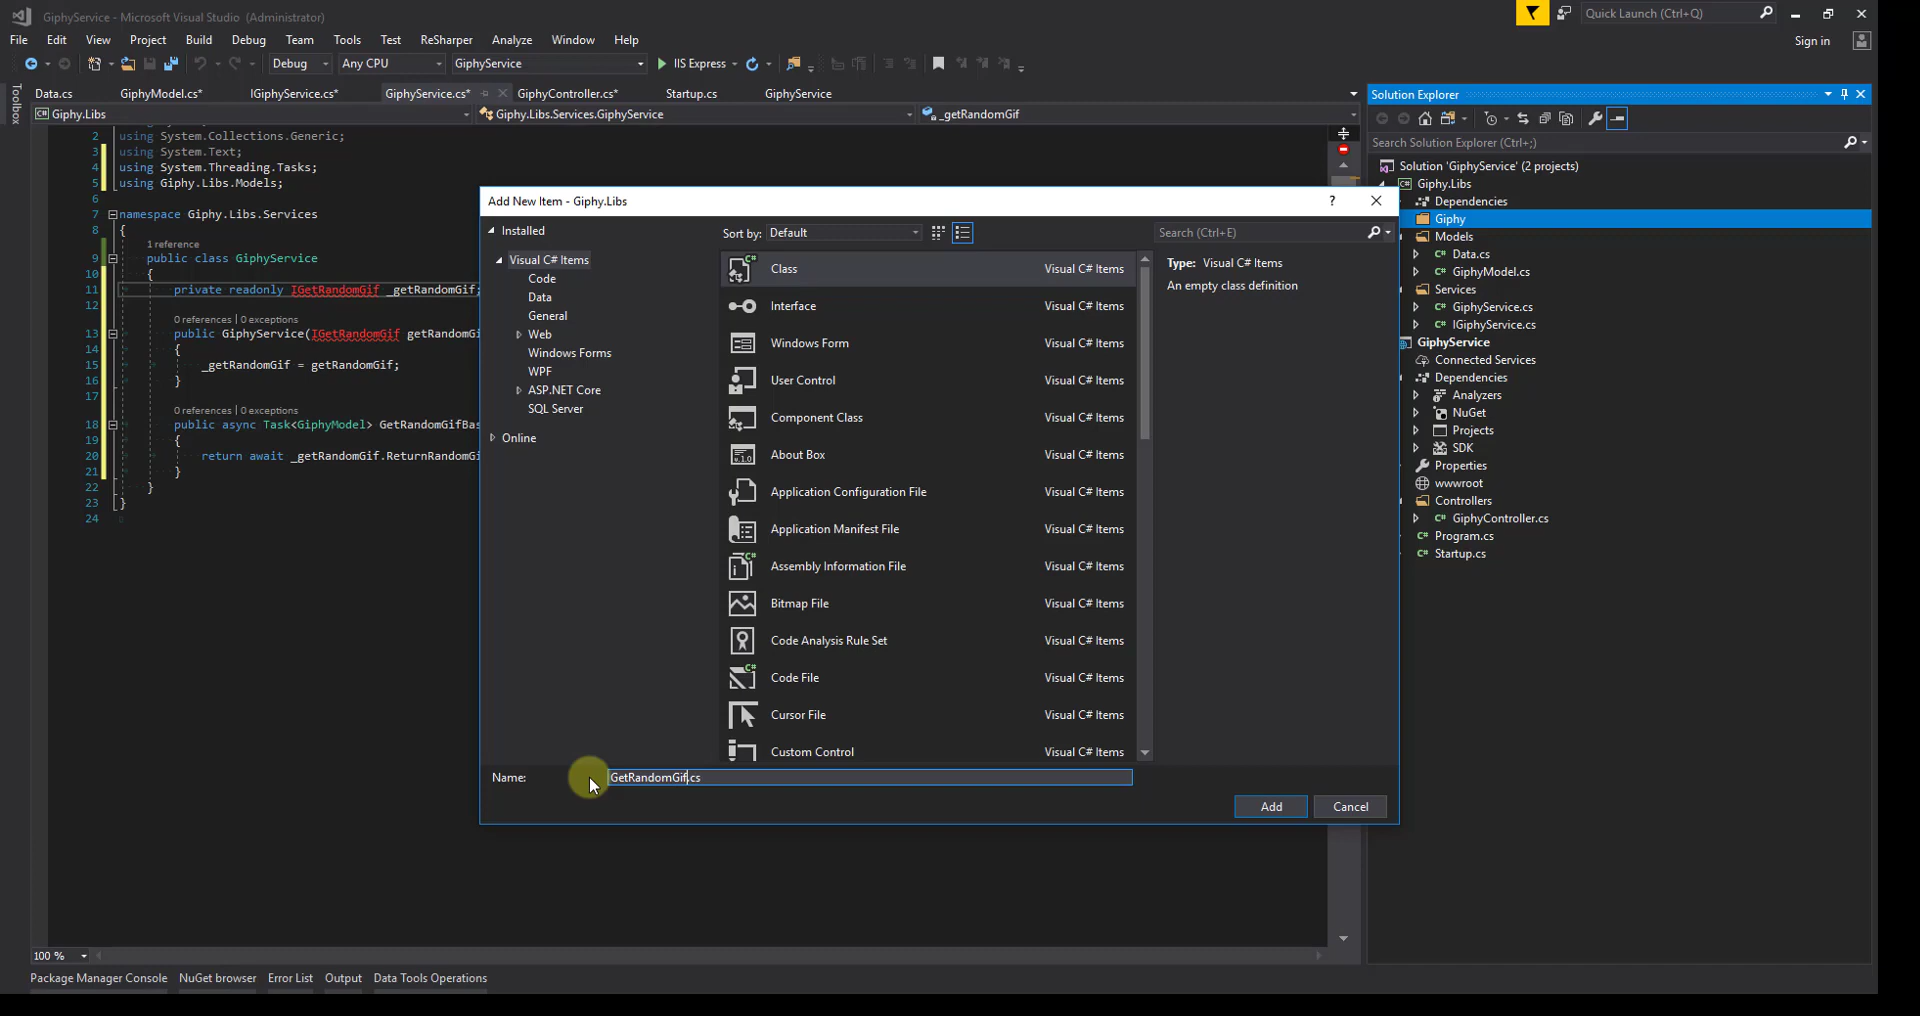 GiphyService - Microsoft Visual Studio (Administrator)
Quick Launch (Ctrl+Q)
File Edit View Project Build Debug Team Tools Test ReSharper Analyze Window Help
Sign in
Debug Any CPU GiphyService IIS Express
Toolbox
Data.cs GiphyModel.cs* IGiphyService.cs* GiphyService.cs* GiphyController.cs* Startup.cs GiphyService
Giphy.Libs Giphy.Libs.Services.GiphyService _getRandomGif
2 using System.Collections.Generic;
3 using System.Text;
4 using System.Threading.Tasks;
5 using Giphy.Libs.Models;
6
7 namespace Giphy.Libs.Services
8 {
1 reference
9 public class GiphyService
10 {
11 private readonly IGetRandomGif _getRandomGif;
12
0 references | 0 exceptions
13 public GiphyService(IGetRandomGif getRandomGi
14 {
15 _getRandomGif = getRandomGif;
16 }
17
0 references | 0 exceptions
18 public async Task<GiphyModel> GetRandomGifBas
19 {
20 return await _getRandomGif.ReturnRandomGi
21 }
22 }
23 }
24
100 %
Add New Item - Giphy.Libs
?
Installed
Visual C# Items
Code
Data
General
Web
Windows Forms
WPF
ASP.NET Core
SQL Server
Online
Sort by: Default
Search (Ctrl+E)
Class Visual C# Items
Interface Visual C# Items
Windows Form Visual C# Items
User Control Visual C# Items
Component Class Visual C# Items
About Box Visual C# Items
Application Configuration File Visual C# Items
Application Manifest File Visual C# Items
Assembly Information File Visual C# Items
Bitmap File Visual C# Items
Code Analysis Rule Set Visual C# Items
Code File Visual C# Items
Cursor File Visual C# Items
Custom Control Visual C# Items
Type: Visual C# Items
An empty class definition
Name: GetRandomGif.cs
Add Cancel
Solution Explorer
Search Solution Explorer (Ctrl+;)
Solution 'GiphyService' (2 projects)
C# Giphy.Libs
Dependencies
Giphy
Models
C# Data.cs
C# GiphyModel.cs
Services
C# GiphyService.cs
C# IGiphyService.cs
GiphyService
Connected Services
Dependencies
Analyzers
NuGet
Projects
SDK
Properties
wwwroot
Controllers
C# GiphyController.cs
C# Program.cs
C# Startup.cs
Package Manager Console NuGet browser Error List Output Data Tools Operations